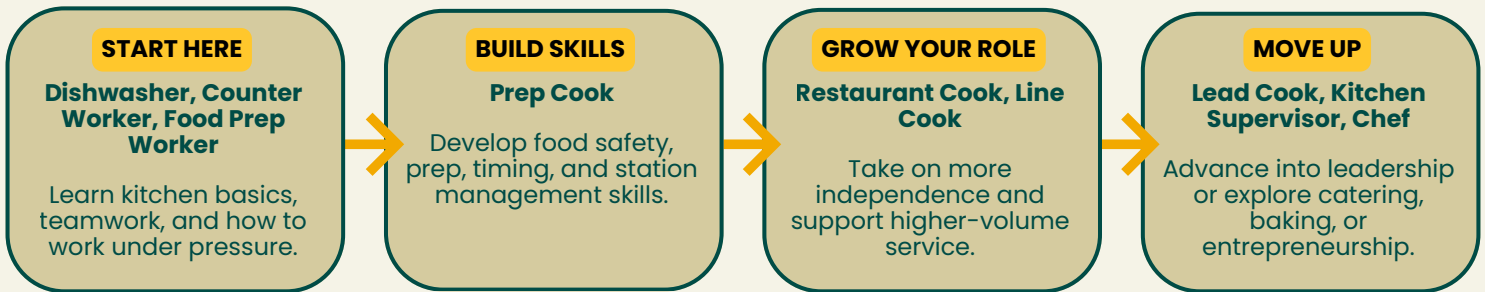 START HERE
Dishwasher, Counter
Worker, Food Prep
Worker
Learn kitchen basics,
teamwork, and how to
work under pressure.
BUILD SKILLS
Prep Cook
Develop food safety,
prep, timing, and station
management skills.
GROW YOUR ROLE
Restaurant Cook, Line
Cook
Take on more
independence and
support higher-volume
service.
MOVE UP
Lead Cook, Kitchen
Supervisor, Chef
Advance into leadership
or explore catering,
baking, or
entrepreneurship.